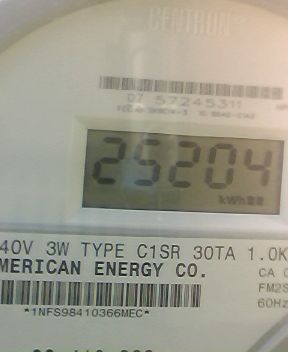 CENTRON
07 57245311
25204
kWh
40V 3W TYPE C1SR 30TA 1.0K
MERICAN ENERGY CO.
CA 0
FM2S
60Hz
*1NFS98410366MEC*